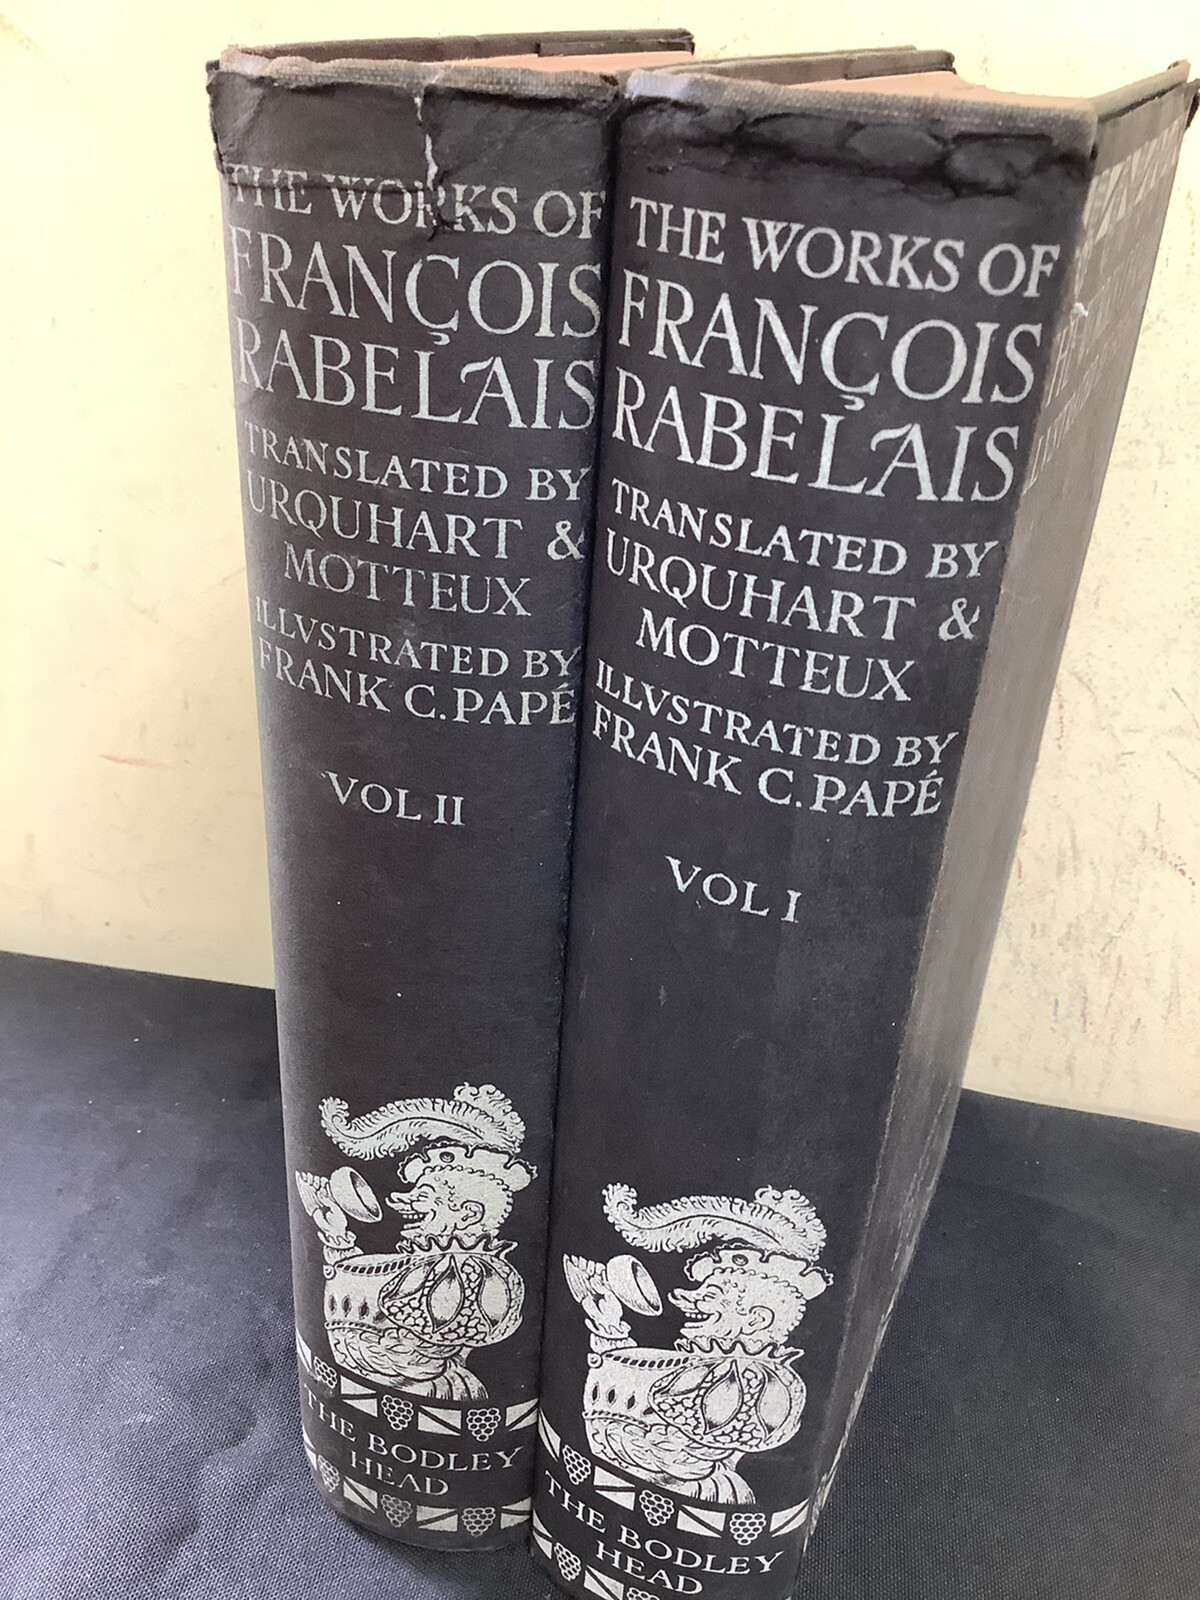 THE WORKS OF
FRANÇOIS
RABELAIS
TRANSLATED BY
URQUHART &
MOTTEUX
ILLVSTRATED BY
FRANK C. PAPÉ
VOL II
THE BODLEY
HEAD
THE WORKS OF
FRANÇOIS
RABELAIS
TRANSLATED BY
URQUHART &
MOTTEUX
ILLVSTRATED BY
FRANK C. PAPÉ
VOL I
THE BODLEY
HEAD